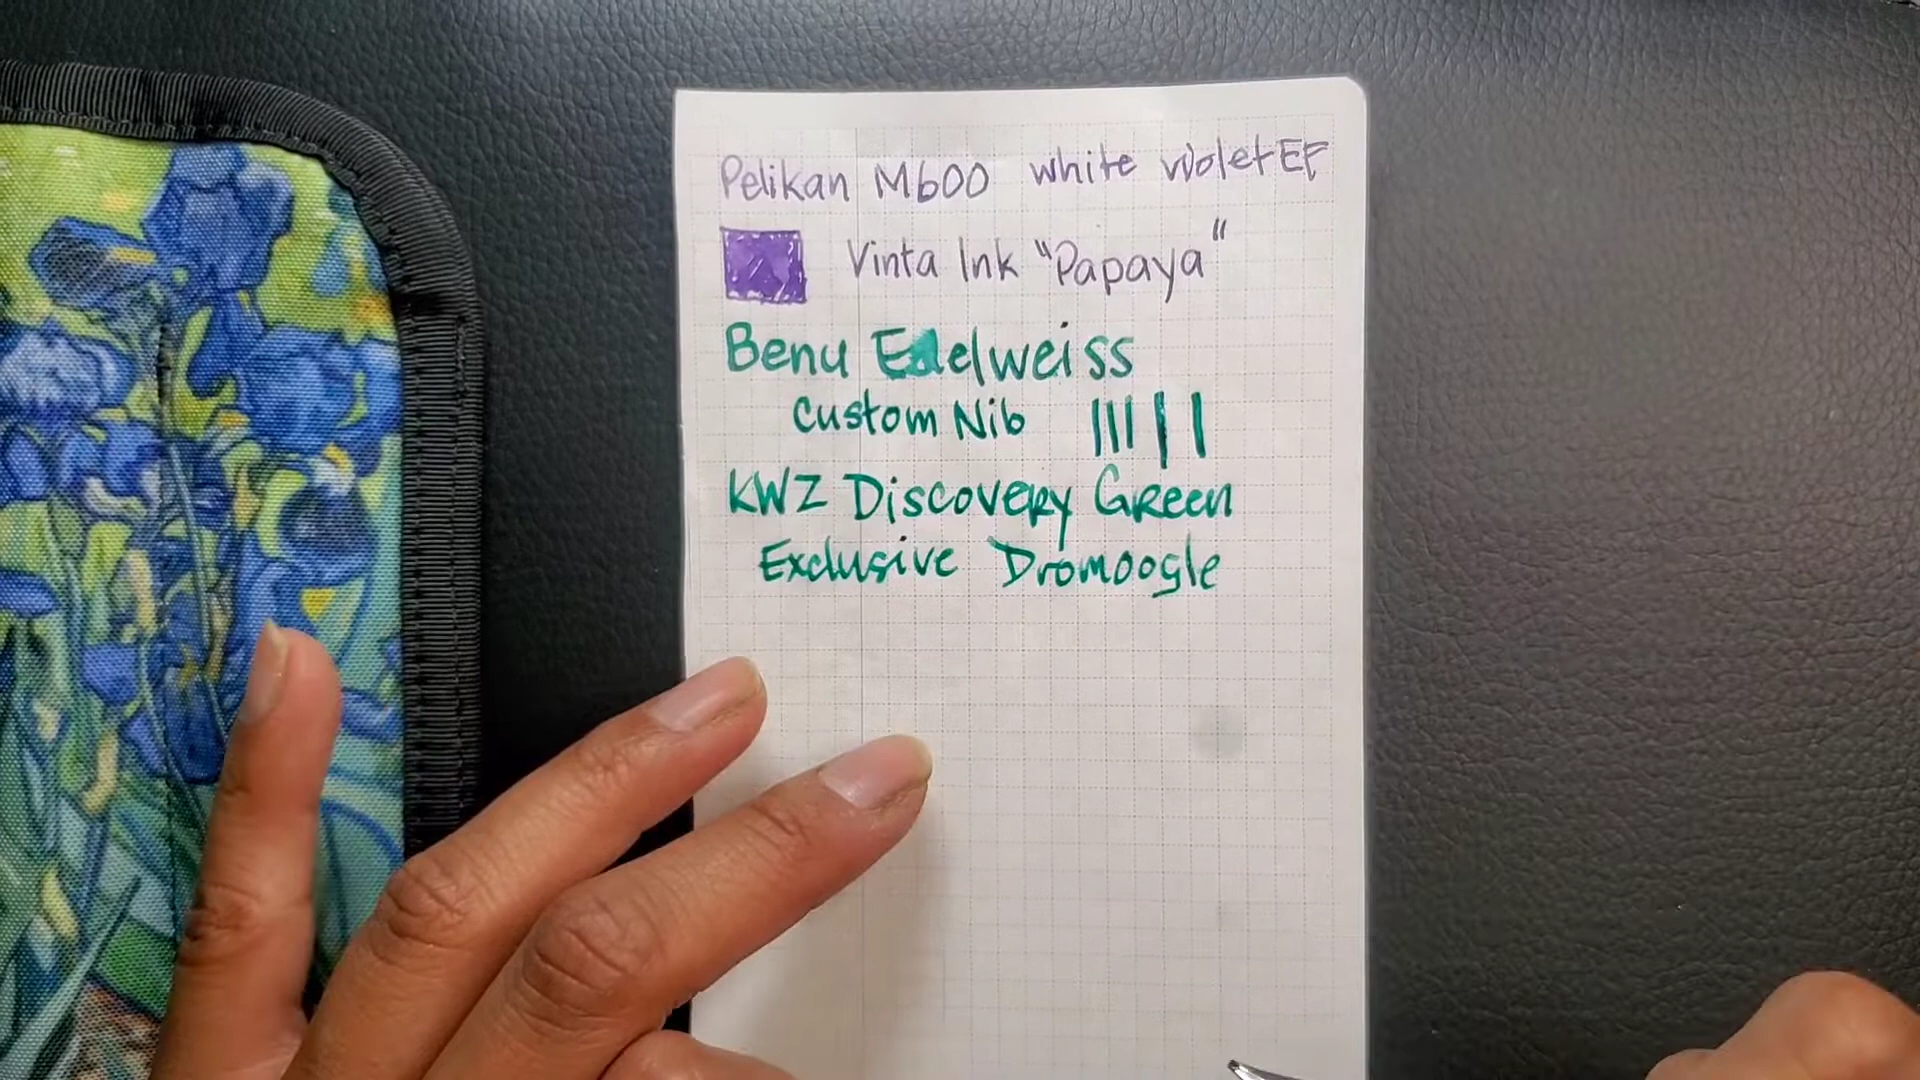 Pelikan M600 white violet EF
Vinta Ink "Papaya"
Benu Edelweiss
Custom Nib
KWZ Discovery Green
Exclusive Dromoogle